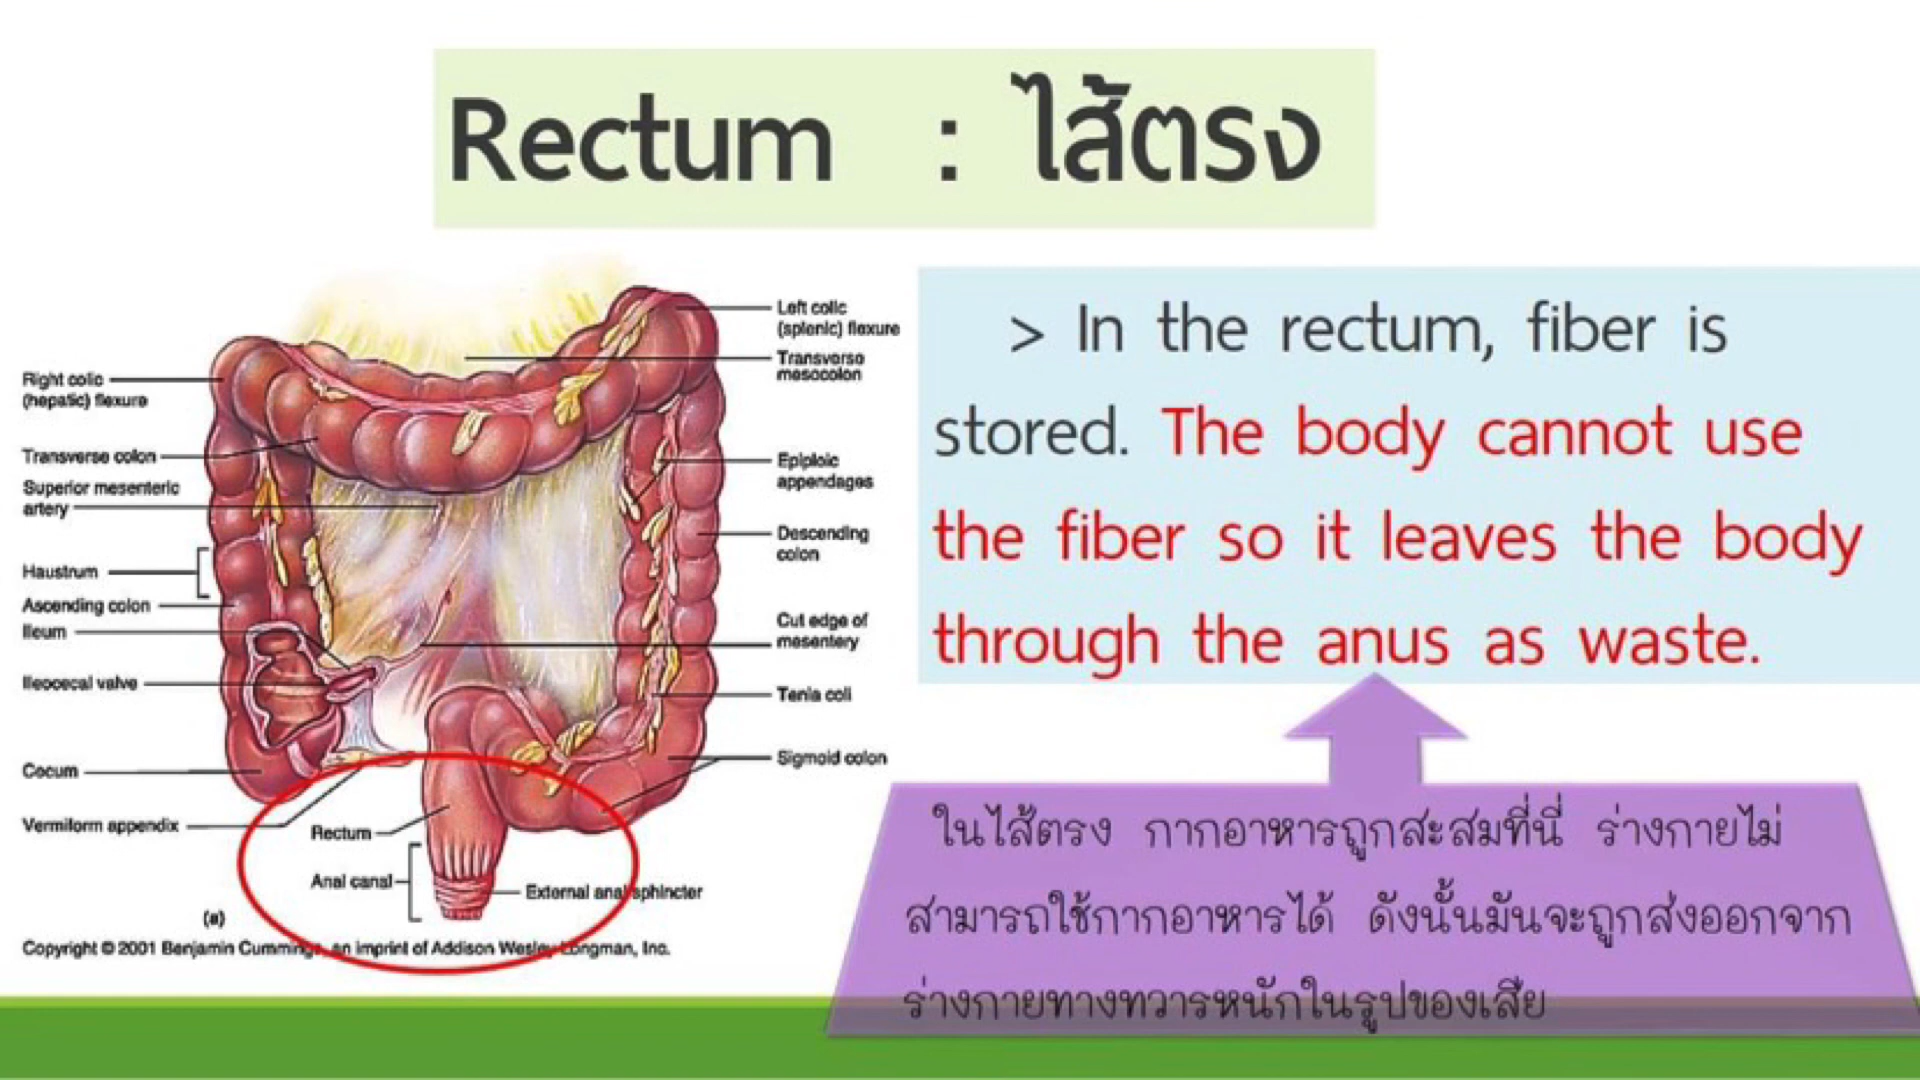 Rectum : ไส้ตรง
> In the rectum, fiber is
stored. The body cannot use
the fiber so it leaves the body
through the anus as waste.
ในไส้ตรง กากอาหารถูกสะสมที่นี่ ร่างกายไม่
สามารถใช้กากอาหารได้ ดังนั้นมันจะถูกส่งออกจาก
ร่างกายทางทวารหนักในรูปของเสีย
Right colic
(hepatic) flexure
Transverse colon
Superior mesenteric
artery
Haustrum
Ascending colon
Ileum
Ileocecal valve
Cecum
Vermiform appendix
Rectum
Anal canal
(a)
Left colic
(splenic) flexure
Transverse
mesocolon
Epiploic
appendages
Descending
colon
Cut edge of
mesentery
Tenia coli
Sigmoid colon
External anal sphincter
Copyright © 2001 Benjamin Cummings, an imprint of Addison Wesley Longman, Inc.